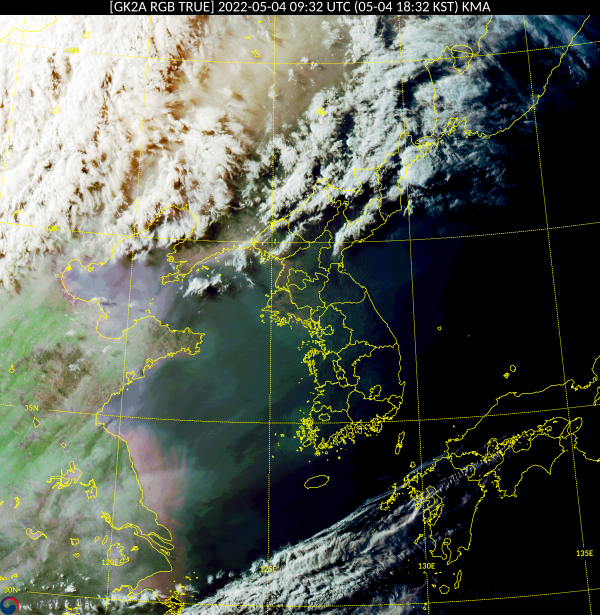 [GK2A RGB TRUE] 2022-05-04 09:32 UTC (05-04 18:32 KST) KMA
35N
135E
120E
130E
30N